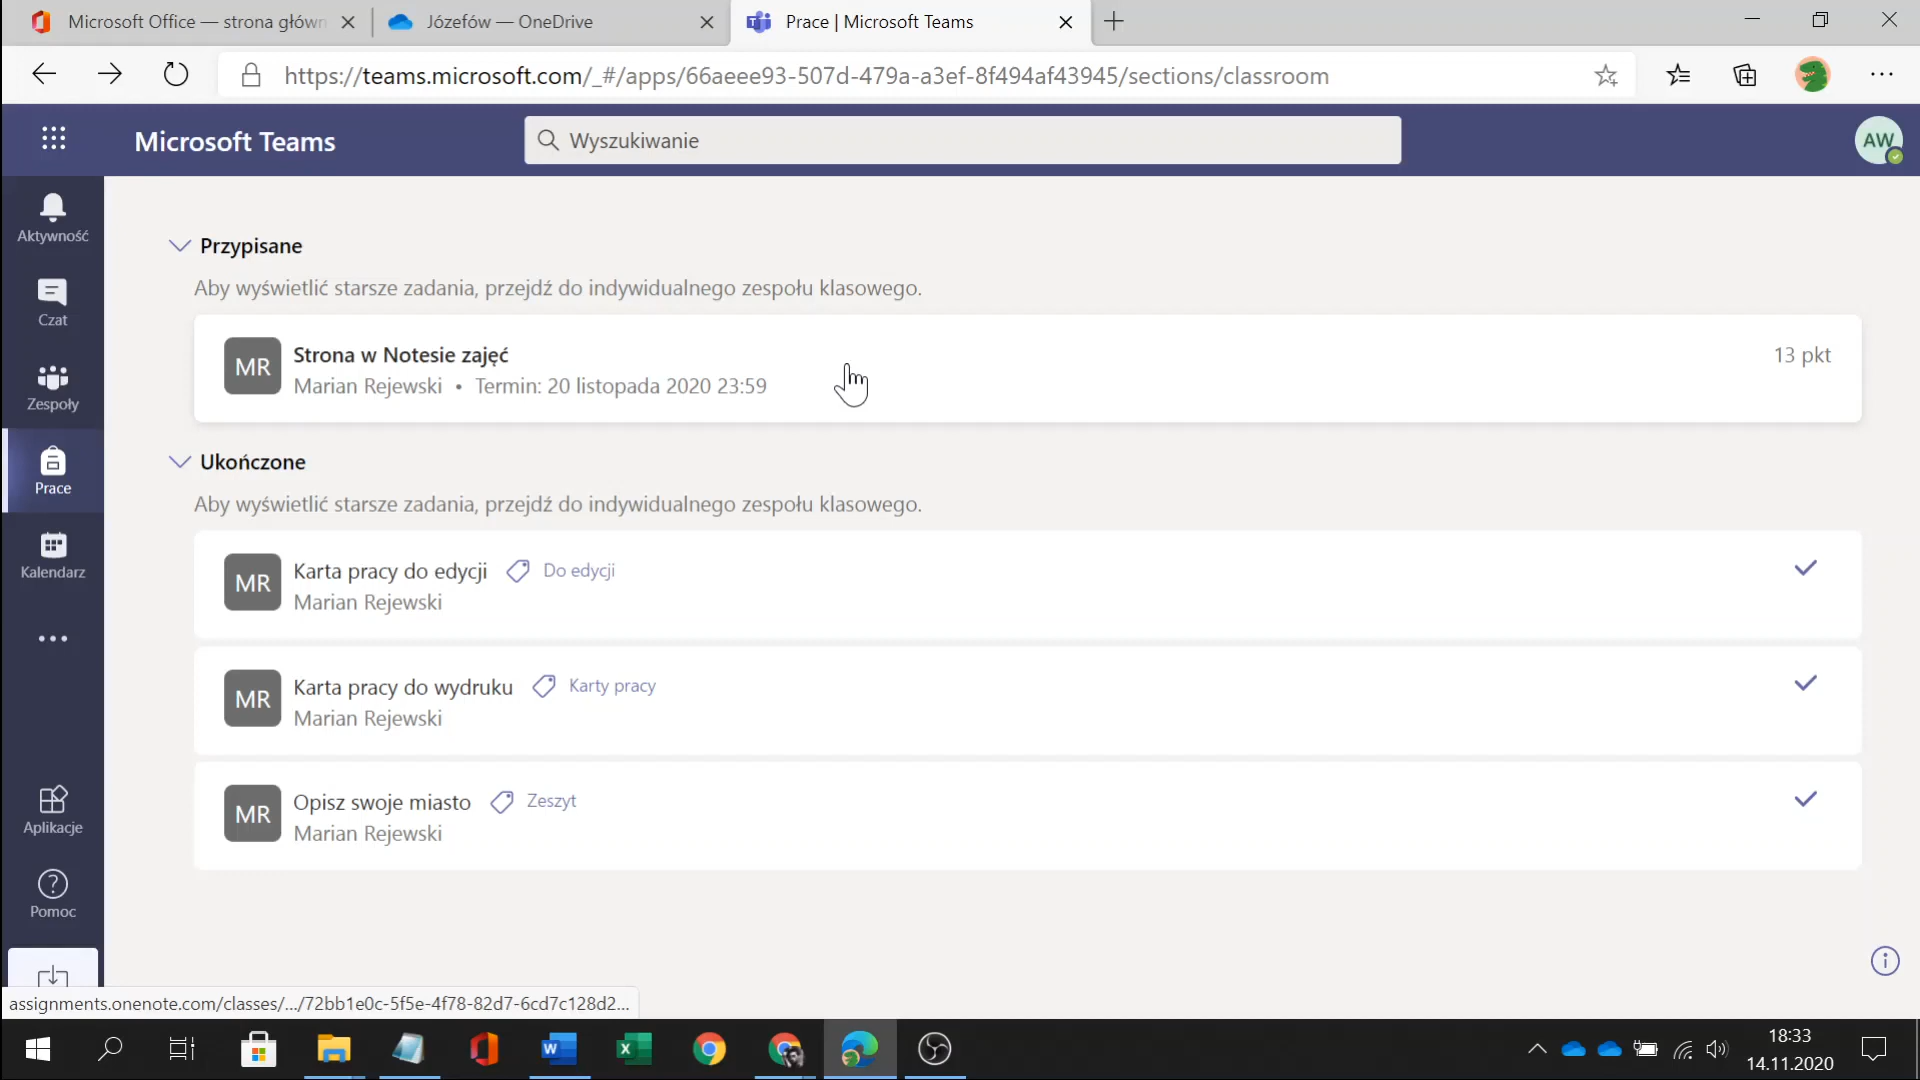 Microsoft Office — strona główn
Józefów — OneDrive
Prace | Microsoft Teams
https://teams.microsoft.com/_#/apps/66aeee93-507d-479a-a3ef-8f494af43945/sections/classroom
Microsoft Teams
Wyszukiwanie
AW
Aktywność
Czat
Zespoły
Prace
Kalendarz
Aplikacje
Pomoc
Przypisane
Aby wyświetlić starsze zadania, przejdź do indywidualnego zespołu klasowego.
MR
Strona w Notesie zajęć
13 pkt
Marian Rejewski • Termin: 20 listopada 2020 23:59
Ukończone
Aby wyświetlić starsze zadania, przejdź do indywidualnego zespołu klasowego.
MR
Karta pracy do edycji Do edycji
Marian Rejewski
MR
Karta pracy do wydruku Karty pracy
Marian Rejewski
MR
Opisz swoje miasto Zeszyt
Marian Rejewski
assignments.onenote.com/classes/.../72bb1e0c-5f5e-4f78-82d7-6cd7c128d2...
18:33
14.11.2020